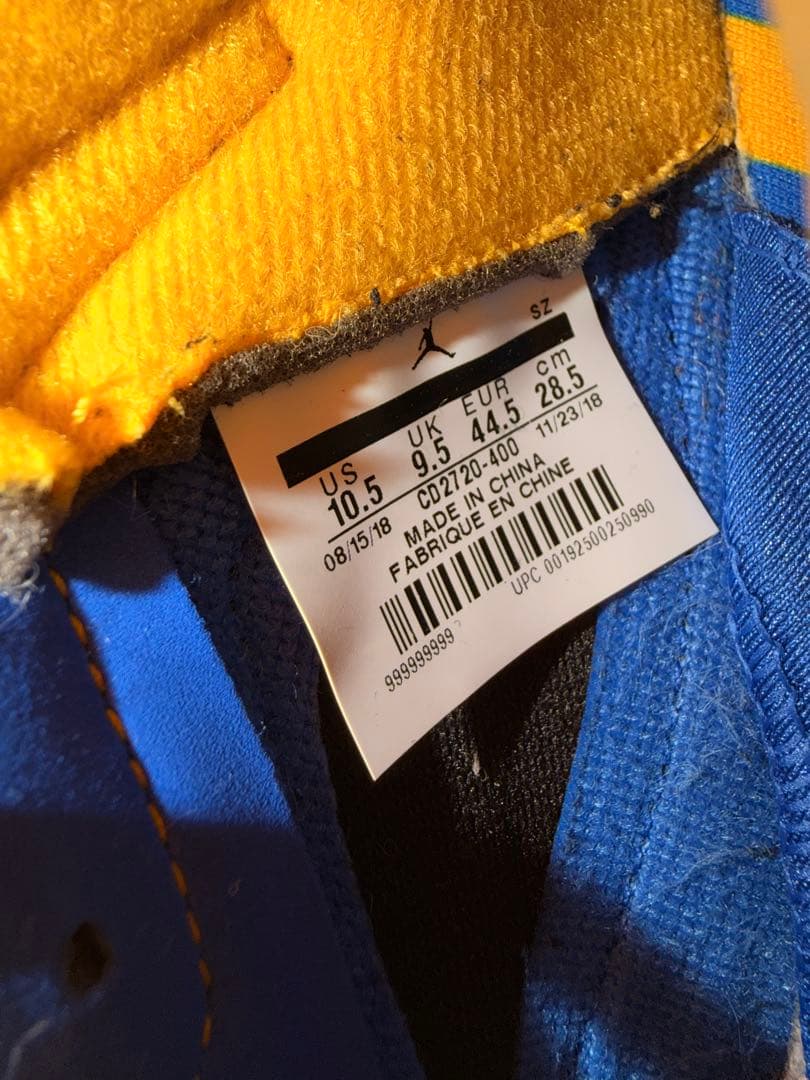 SZ
US UK EUR cm
10.5 9.5 44.5 28.5
08/15/18 CD2720-400 11/23/18
MADE IN CHINA
FABRIQUE EN CHINE
UPC 00192500250990
999999999